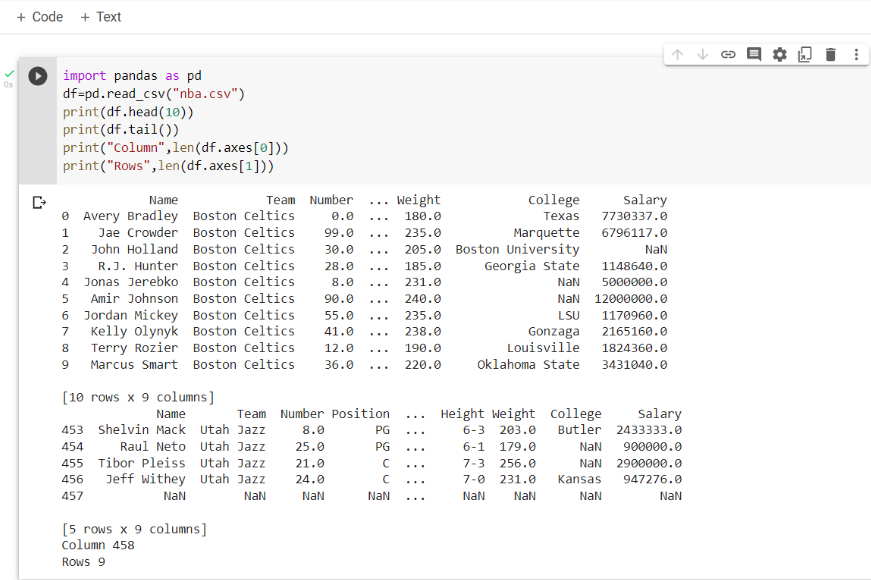 + Code + Text
0s
import pandas as pd
df=pd.read_csv("nba.csv")
print(df.head(10))
print(df.tail())
print("Column",len(df.axes[0]))
print("Rows",len(df.axes[1]))
Name Team Number ... Weight College Salary
0 Avery Bradley Boston Celtics 0.0 ... 180.0 Texas 7730337.0
1 Jae Crowder Boston Celtics 99.0 ... 235.0 Marquette 6796117.0
2 John Holland Boston Celtics 30.0 ... 205.0 Boston University NaN
3 R.J. Hunter Boston Celtics 28.0 ... 185.0 Georgia State 1148640.0
4 Jonas Jerebko Boston Celtics 8.0 ... 231.0 NaN 5000000.0
5 Amir Johnson Boston Celtics 90.0 ... 240.0 NaN 12000000.0
6 Jordan Mickey Boston Celtics 55.0 ... 235.0 LSU 1170960.0
7 Kelly Olynyk Boston Celtics 41.0 ... 238.0 Gonzaga 2165160.0
8 Terry Rozier Boston Celtics 12.0 ... 190.0 Louisville 1824360.0
9 Marcus Smart Boston Celtics 36.0 ... 220.0 Oklahoma State 3431040.0
[10 rows x 9 columns]
Name Team Number Position ... Height Weight College Salary
453 Shelvin Mack Utah Jazz 8.0 PG ... 6-3 203.0 Butler 2433333.0
454 Raul Neto Utah Jazz 25.0 PG ... 6-1 179.0 NaN 900000.0
455 Tibor Pleiss Utah Jazz 21.0 C ... 7-3 256.0 NaN 2900000.0
456 Jeff Withey Utah Jazz 24.0 C ... 7-0 231.0 Kansas 947276.0
457 NaN NaN NaN NaN ... NaN NaN NaN NaN
[5 rows x 9 columns]
Column 458
Rows 9